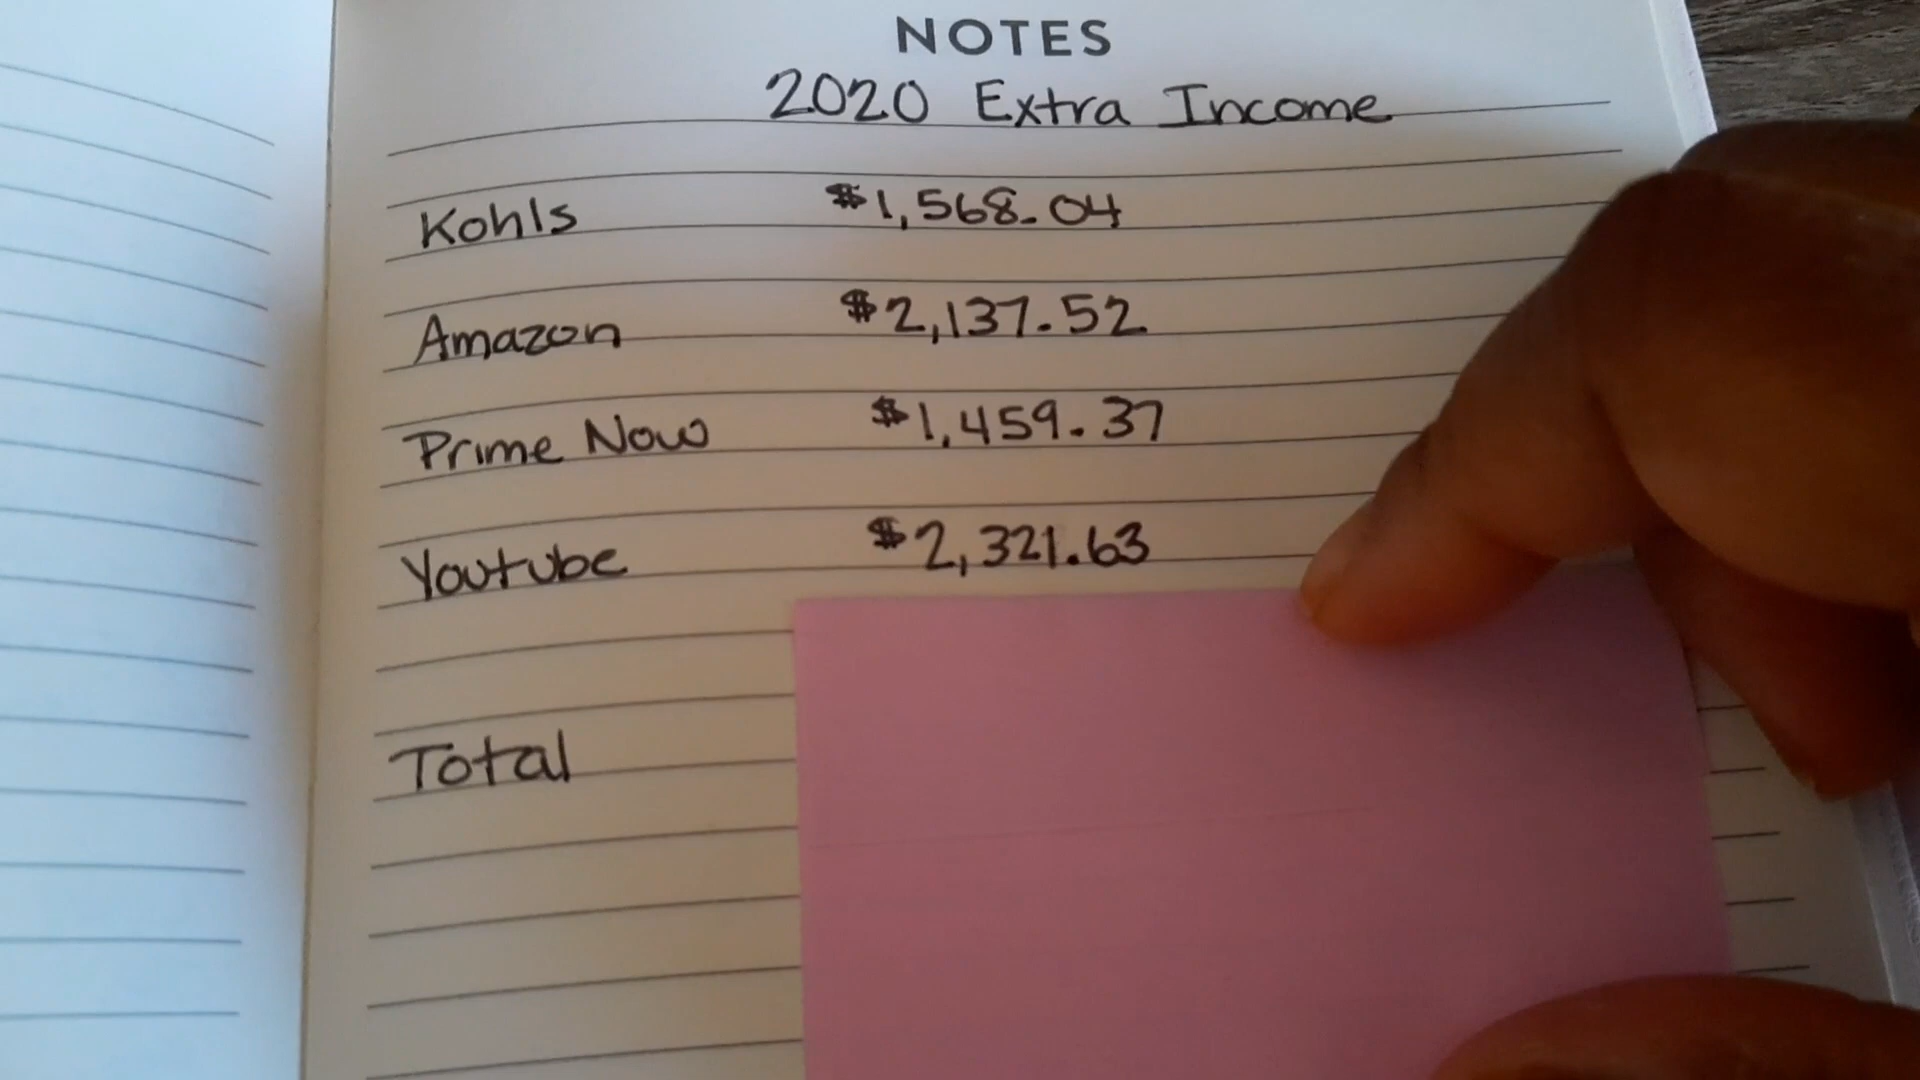 NOTES
2020 Extra Income
Kohls $1,568.04
Amazon $2,137.52
Prime Now $1,459.37
Youtube $2,321.63
Total